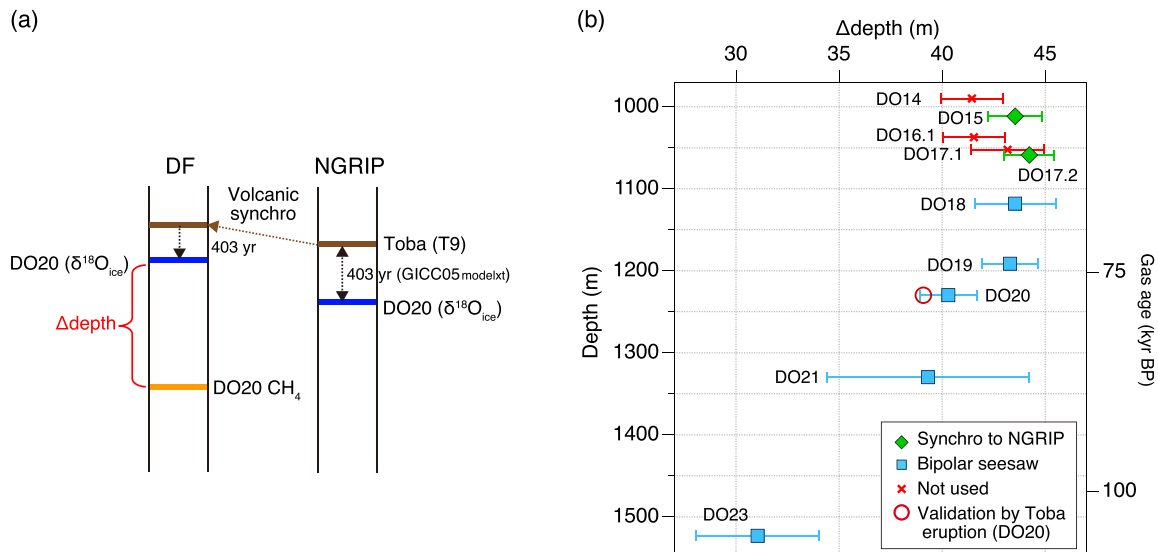 (a)
DF
NGRIP
Volcanic
synchro
403 yr
Toba (T9)
DO20 (δ¹⁸Oice)
403 yr (GICC05modelxt)
DO20 (δ¹⁸Oice)
Δdepth
DO20 CH₄
(b)
Δdepth (m)
30 35 40 45
1000
1100
1200
1300
1400
1500
Depth (m)
75
100
Gas age (kyr BP)
DO14
DO15
DO16.1
DO17.1
DO17.2
DO18
DO19
DO20
DO21
DO23
Synchro to NGRIP
Bipolar seesaw
Not used
Validation by Toba
eruption (DO20)